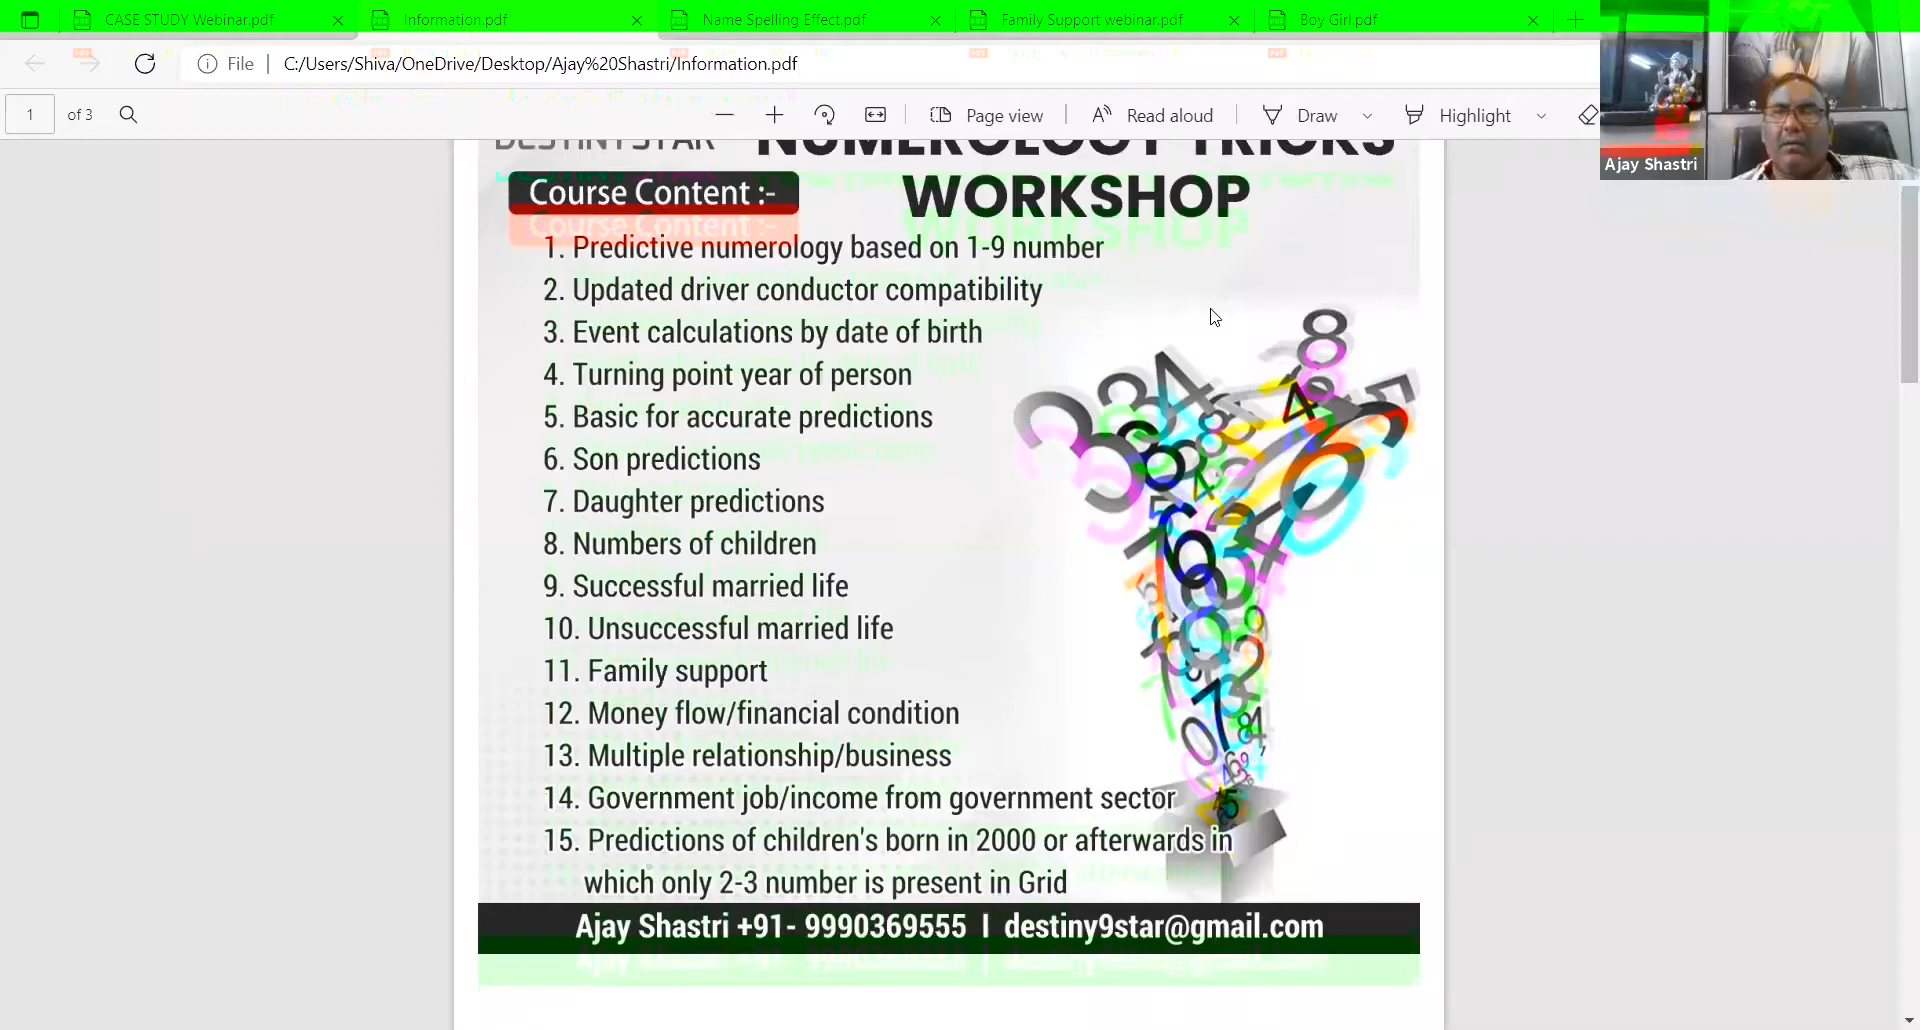 CASE STUDY Webinar.pdf
Information.pdf
Name Spelling Effect.pdf
Family Support webinar.pdf
Boy Girl.pdf
File
C:/Users/Shiva/OneDrive/Desktop/Ajay%20Shastri/Information.pdf
1 of 3
Page view
Read aloud
Draw
Highlight
Ajay Shastri
DESTINYSTAR
NUMEROLOGY TRICKS
WORKSHOP
Course Content :-
1. Predictive numerology based on 1-9 number
2. Updated driver conductor compatibility
3. Event calculations by date of birth
4. Turning point year of person
5. Basic for accurate predictions
6. Son predictions
7. Daughter predictions
8. Numbers of children
9. Successful married life
10. Unsuccessful married life
11. Family support
12. Money flow/financial condition
13. Multiple relationship/business
14. Government job/income from government sector
15. Predictions of children's born in 2000 or afterwards in
which only 2-3 number is present in Grid
Ajay Shastri +91- 9990369555 | destiny9star@gmail.com